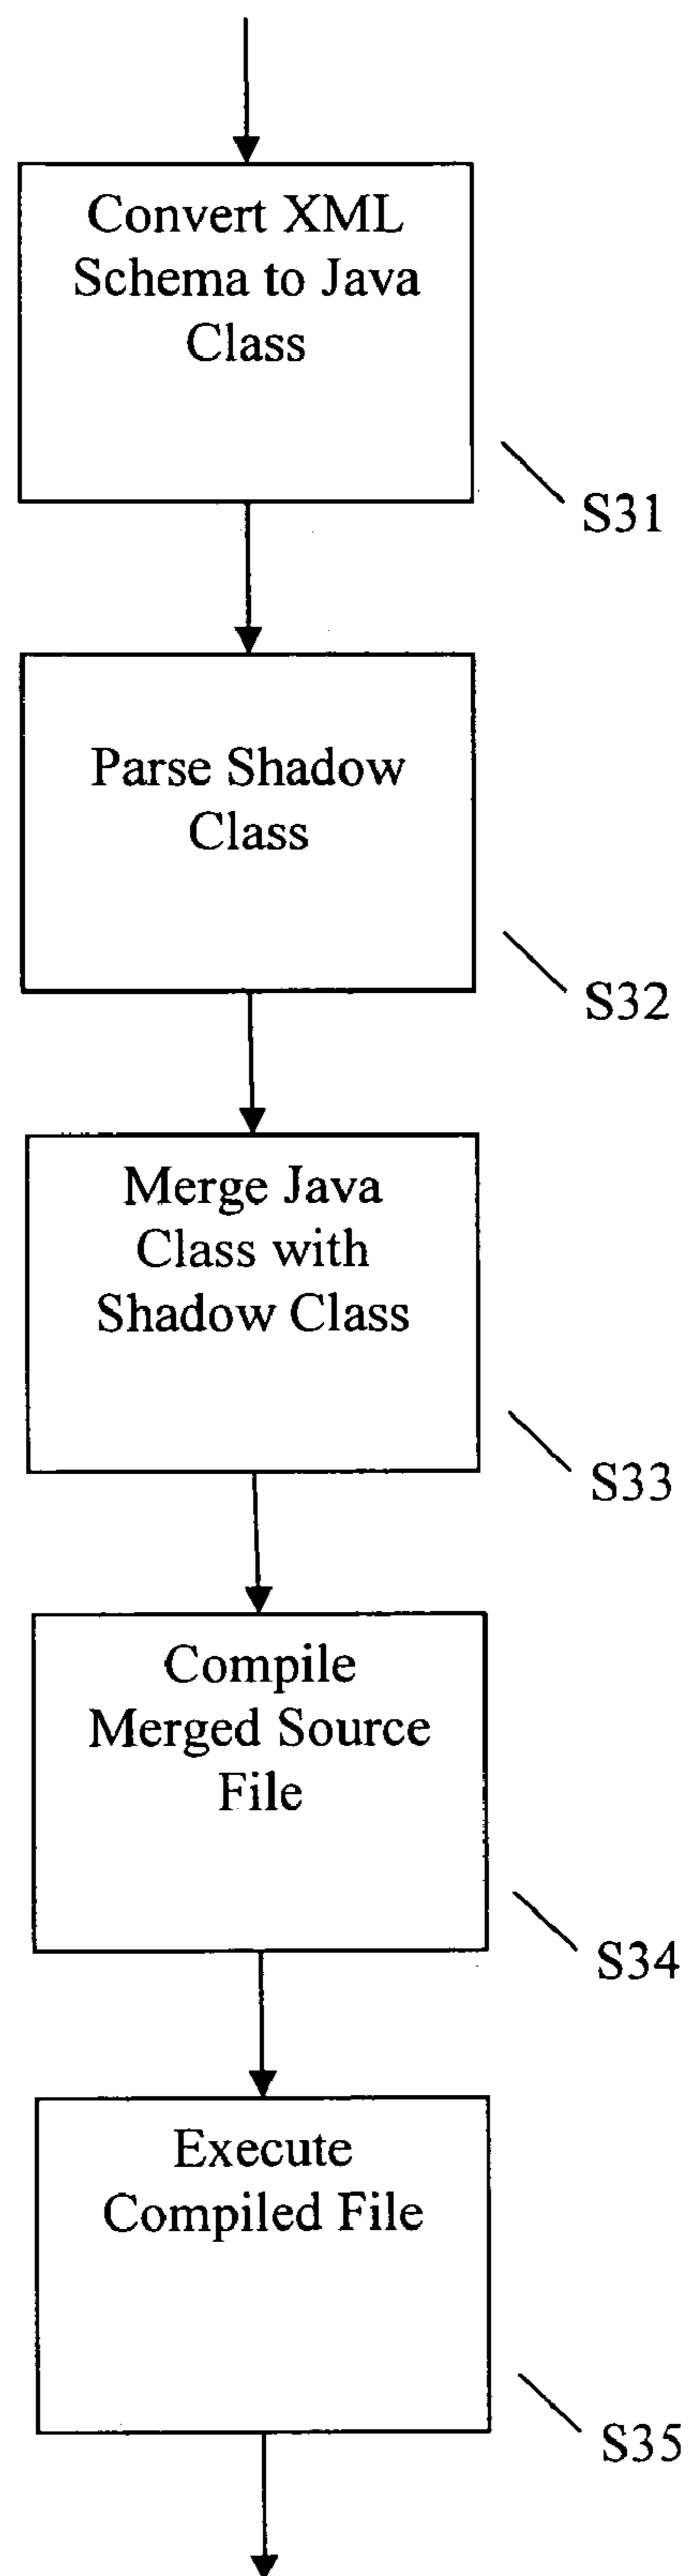 Convert XML
Schema to Java
Class
S31
Parse Shadow
Class
S32
Merge Java
Class with
Shadow Class
S33
Compile
Merged Source
File
S34
Execute
Compiled File
S35